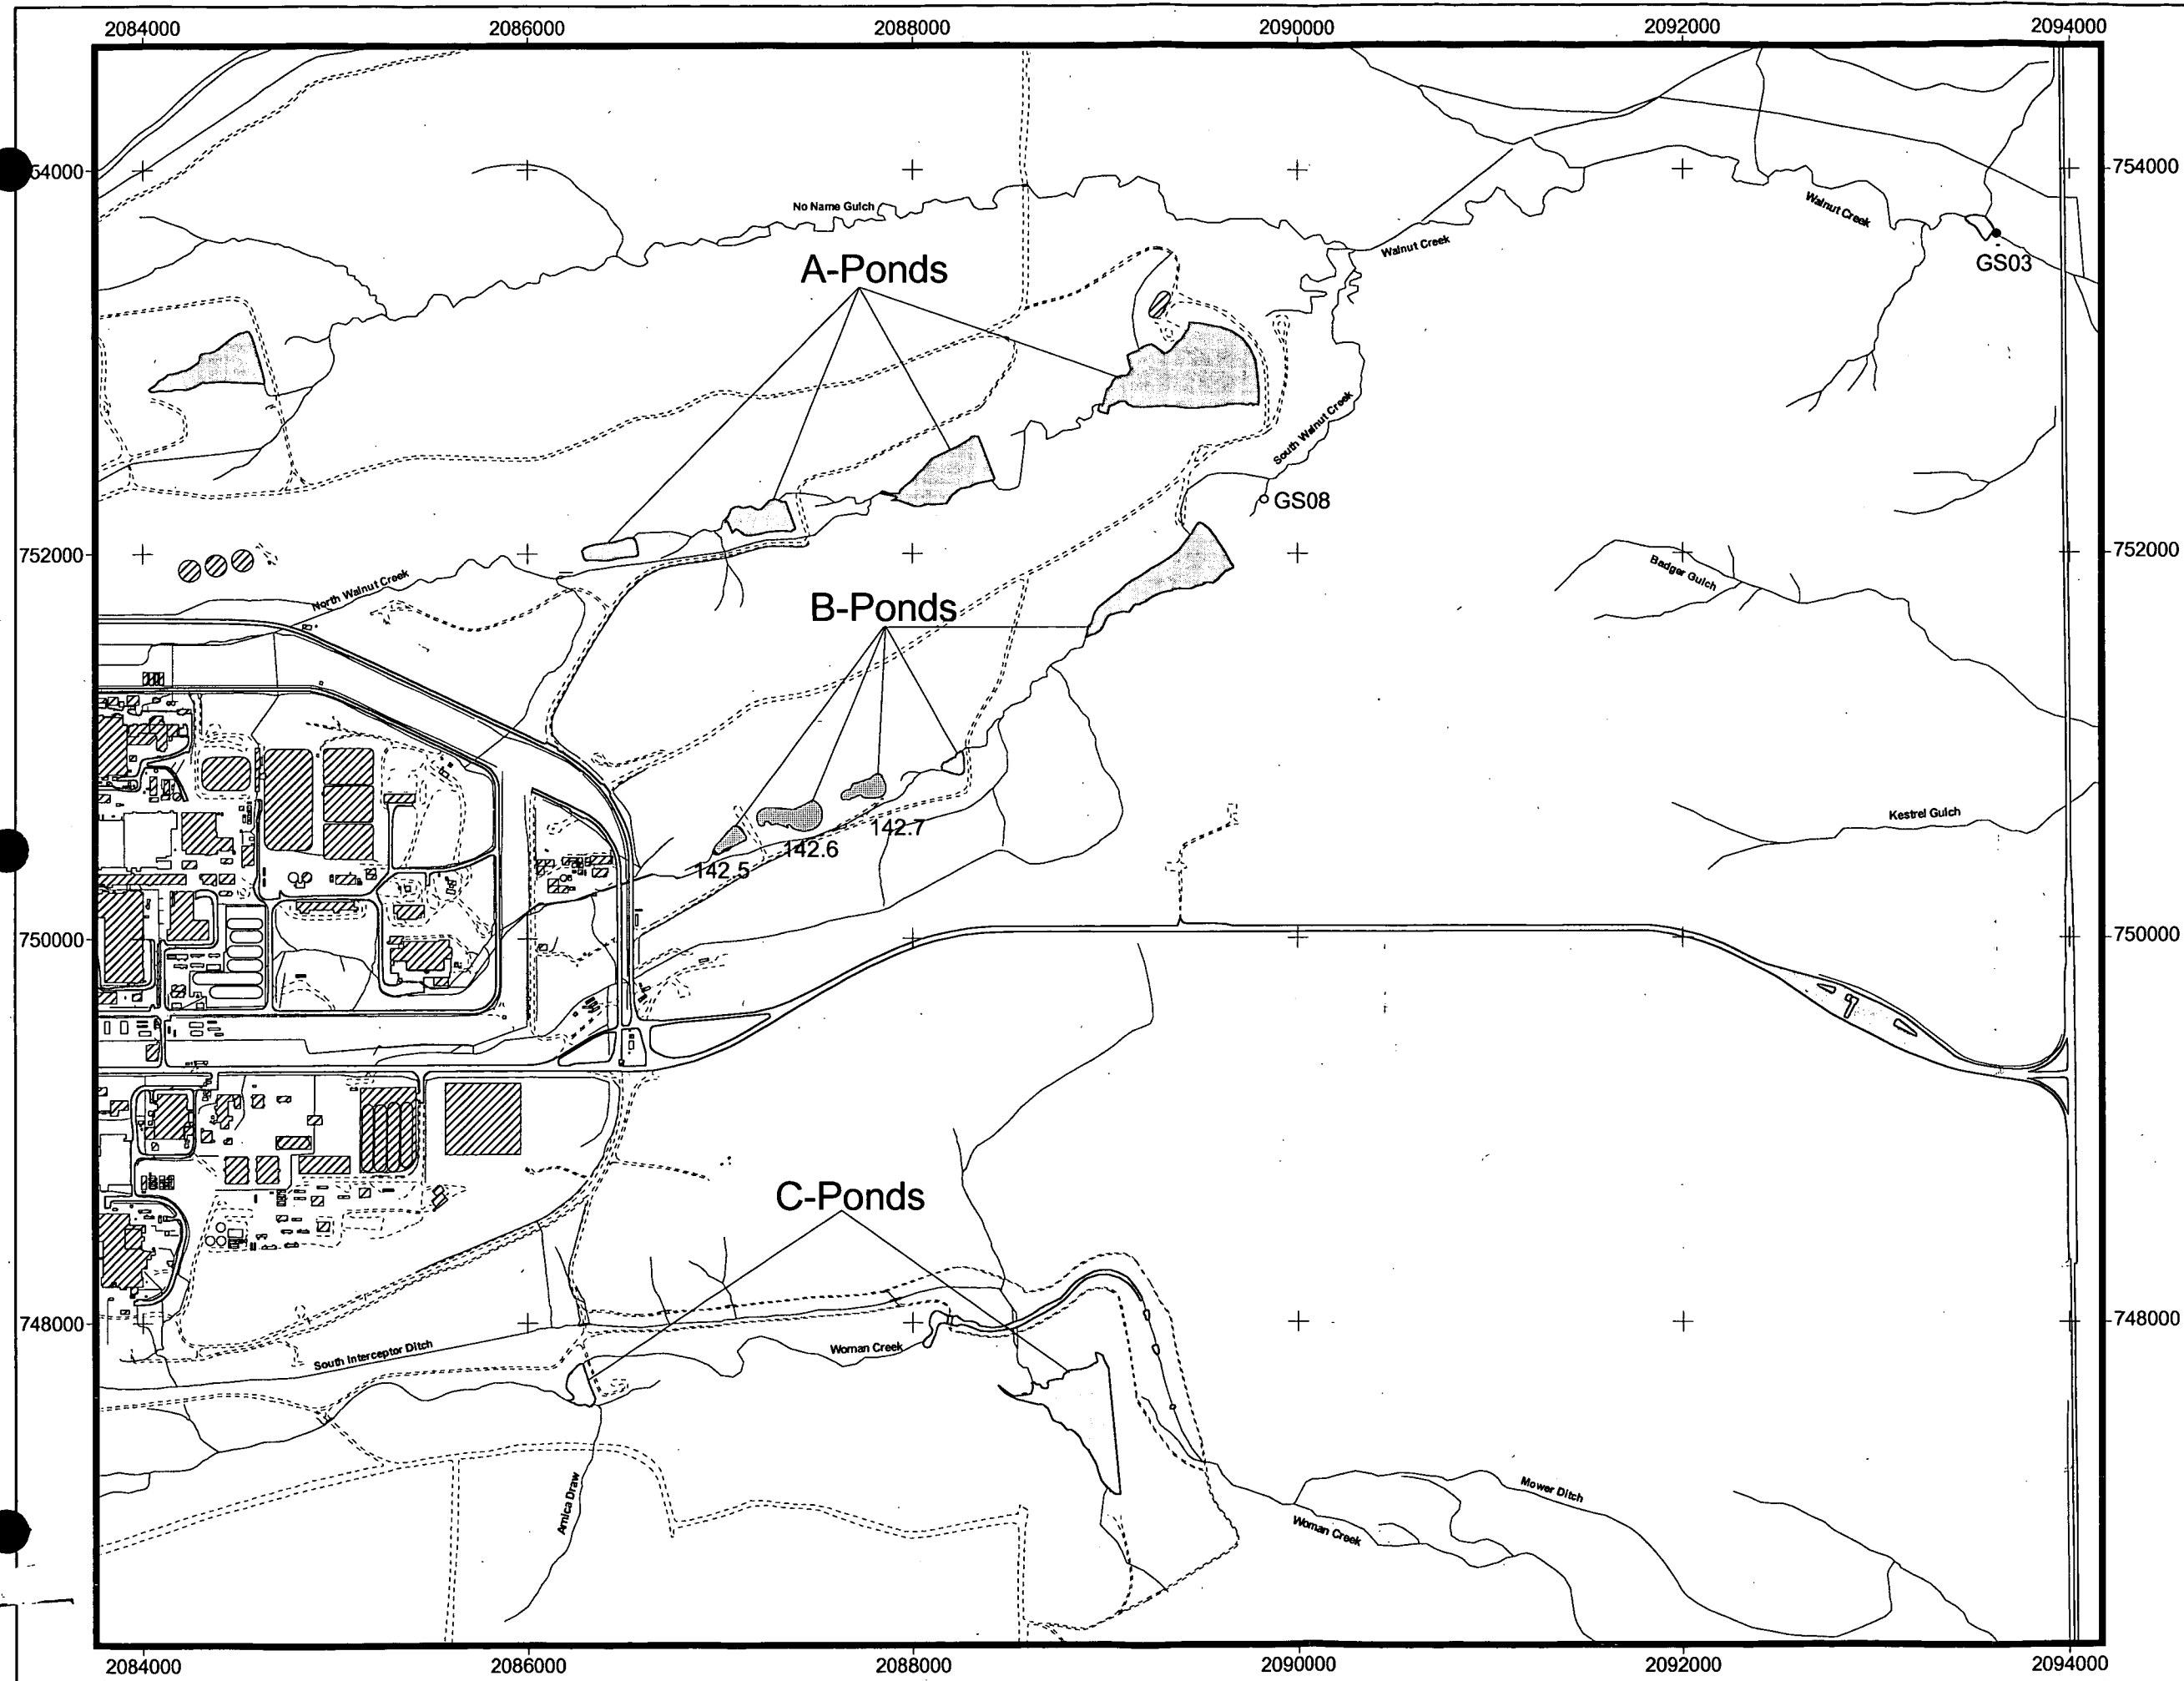 2084000 2086000 2088000 2090000 2092000 2094000
54000 754000
No Name Gulch
Walnut Creek
Walnut Creek
GS03
A-Ponds
South Walnut Creek
GS08
752000 752000
North Walnut Creek
Badger Gulch
B-Ponds
Kestrel Gulch
142.7
142.6
142.5
750000 750000
C-Ponds
748000 748000
South Interceptor Ditch
Woman Creek
Mower Ditch
Woman Creek
Arnica Draw
2084000 2086000 2088000 2090000 2092000 2094000